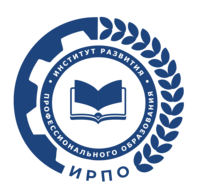 ИНСТИТУТ РАЗВИТИЯ
ПРОФЕССИОНАЛЬНОГО ОБРАЗОВАНИЯ
ИРПО